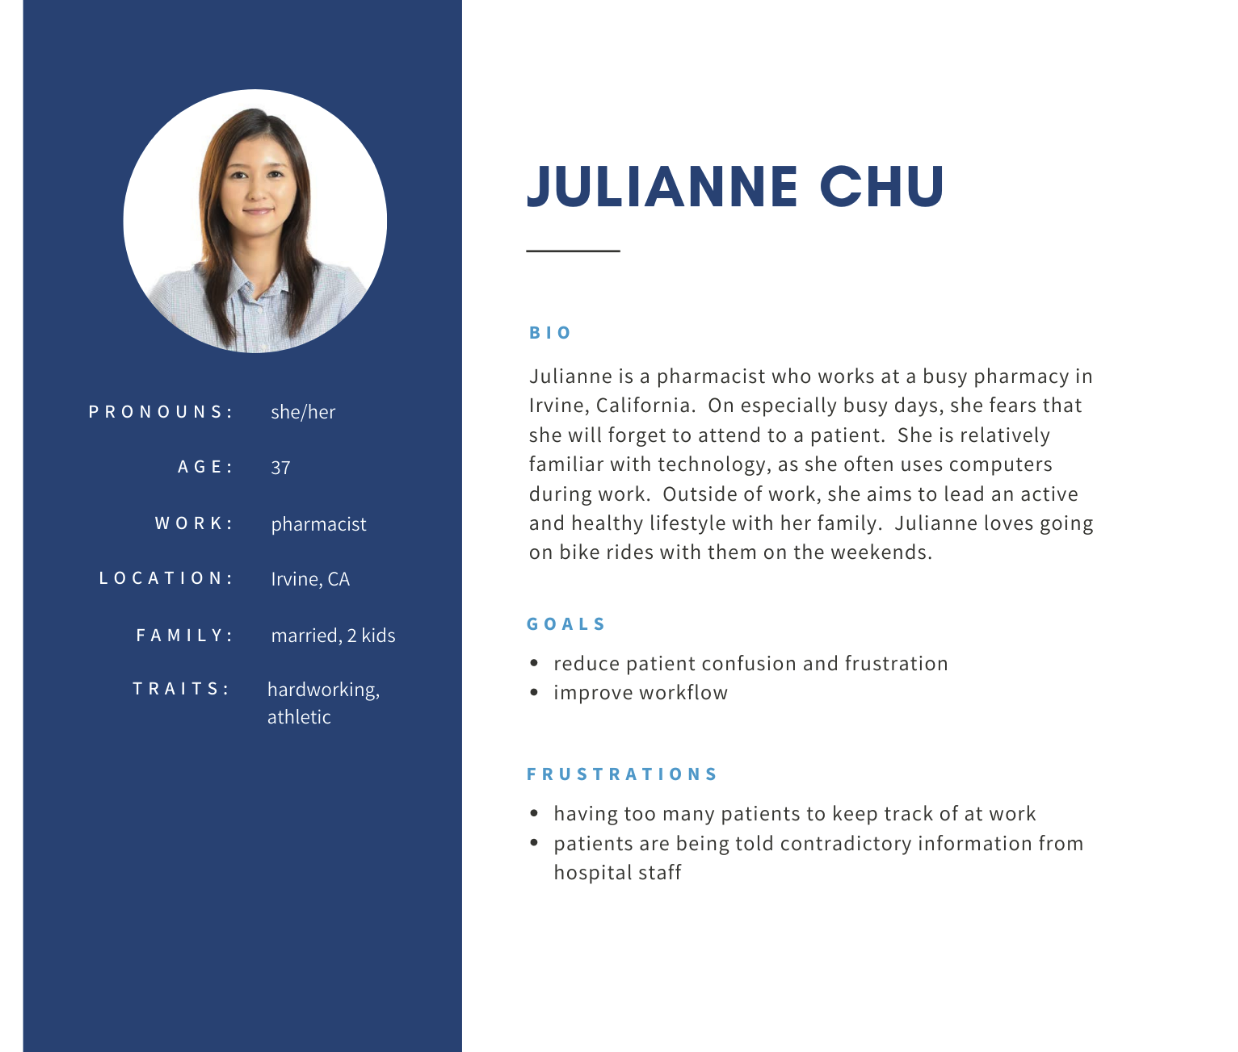 JULIANNE CHU
PRONOUNS: she/her
AGE: 37
WORK: pharmacist
LOCATION: Irvine, CA
FAMILY: married, 2 kids
TRAITS: hardworking,
athletic
BIO
Julianne is a pharmacist who works at a busy pharmacy in
Irvine, California.  On especially busy days, she fears that
she will forget to attend to a patient.  She is relatively
familiar with technology, as she often uses computers
during work.  Outside of work, she aims to lead an active
and healthy lifestyle with her family.  Julianne loves going
on bike rides with them on the weekends.
GOALS
• reduce patient confusion and frustration
• improve workflow
FRUSTRATIONS
• having too many patients to keep track of at work
• patients are being told contradictory information from
hospital staff